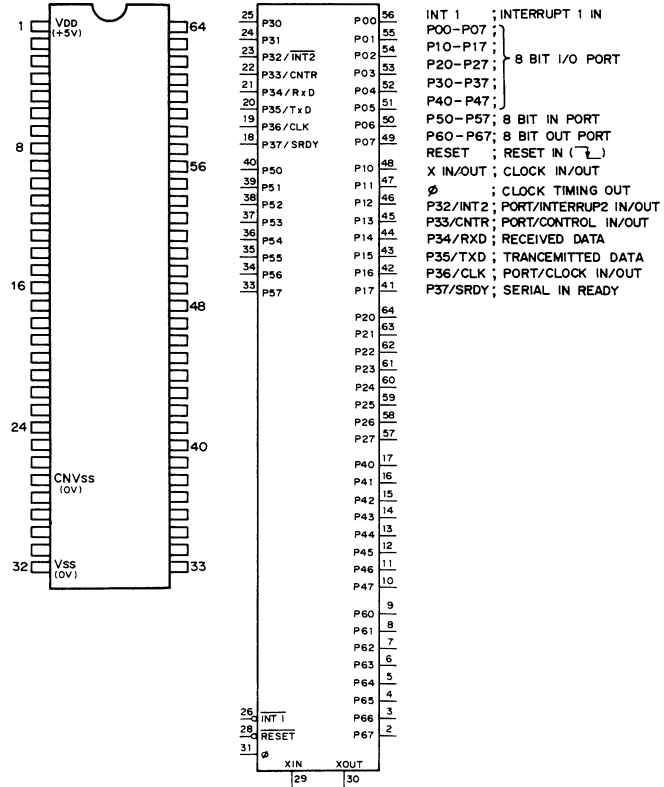 1
VDD
(+5V)
64
8
56
16
48
24
40
CNVss
(0V)
32
Vss
(0V)
33
25 P30
24 P31
23 P32/INT2
22 P33/CNTR
21 P34/RxD
20 P35/TxD
19 P36/CLK
18 P37/SRDY
40 P50
39 P51
38 P52
37 P53
36 P54
35 P55
34 P56
33 P57
26 INT 1
28 RESET
31 ø
XIN XOUT
29 30
P00 56
P01 55
P02 54
P03 53
P04 52
P05 51
P06 50
P07 49
P10 48
P11 47
P12 46
P13 45
P14 44
P15 43
P16 42
P17 41
P20 64
P21 63
P22 62
P23 61
P24 60
P25 59
P26 58
P27 57
P40 17
P41 16
P42 15
P43 14
P44 13
P45 12
P46 11
P47 10
P60 9
P61 8
P62 7
P63 6
P64 5
P65 4
P66 3
P67 2
INT 1 ; INTERRUPT 1 IN
P00-P07;
P10-P17;
P20-P27; 8 BIT I/O PORT
P30-P37;
P40-P47;
P50-P57; 8 BIT IN PORT
P60-P67; 8 BIT OUT PORT
RESET ; RESET IN ( )
X IN/OUT ; CLOCK IN/OUT
ø ; CLOCK TIMING OUT
P32/INT2 ; PORT/INTERRUP2 IN/OUT
P33/CNTR; PORT/CONTROL IN/OUT
P34/RXD ; RECEIVED DATA
P35/TXD ; TRANCEMITTED DATA
P36/CLK ; PORT/CLOCK IN/OUT
P37/SRDY; SERIAL IN READY